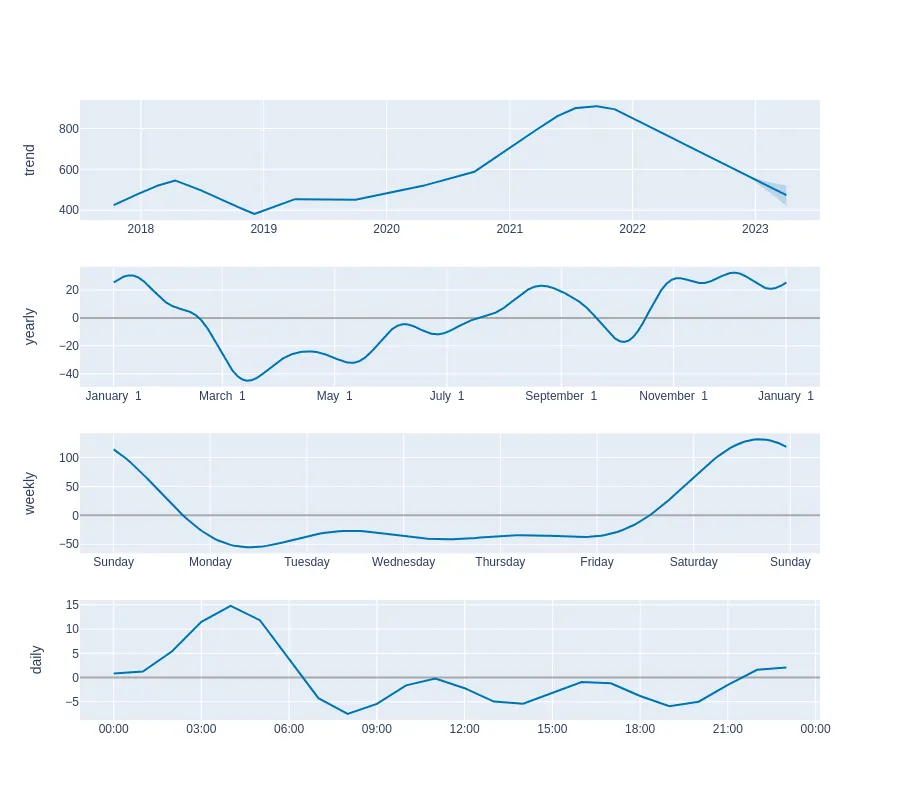 trend
800
600
400
2018 2019 2020 2021 2022 2023
yearly
20
0
−20
−40
January 1 March 1 May 1 July 1 September 1 November 1 January 1
weekly
100
50
0
−50
Sunday Monday Tuesday Wednesday Thursday Friday Saturday Sunday
daily
15
10
5
0
−5
00:00 03:00 06:00 09:00 12:00 15:00 18:00 21:00 00:00